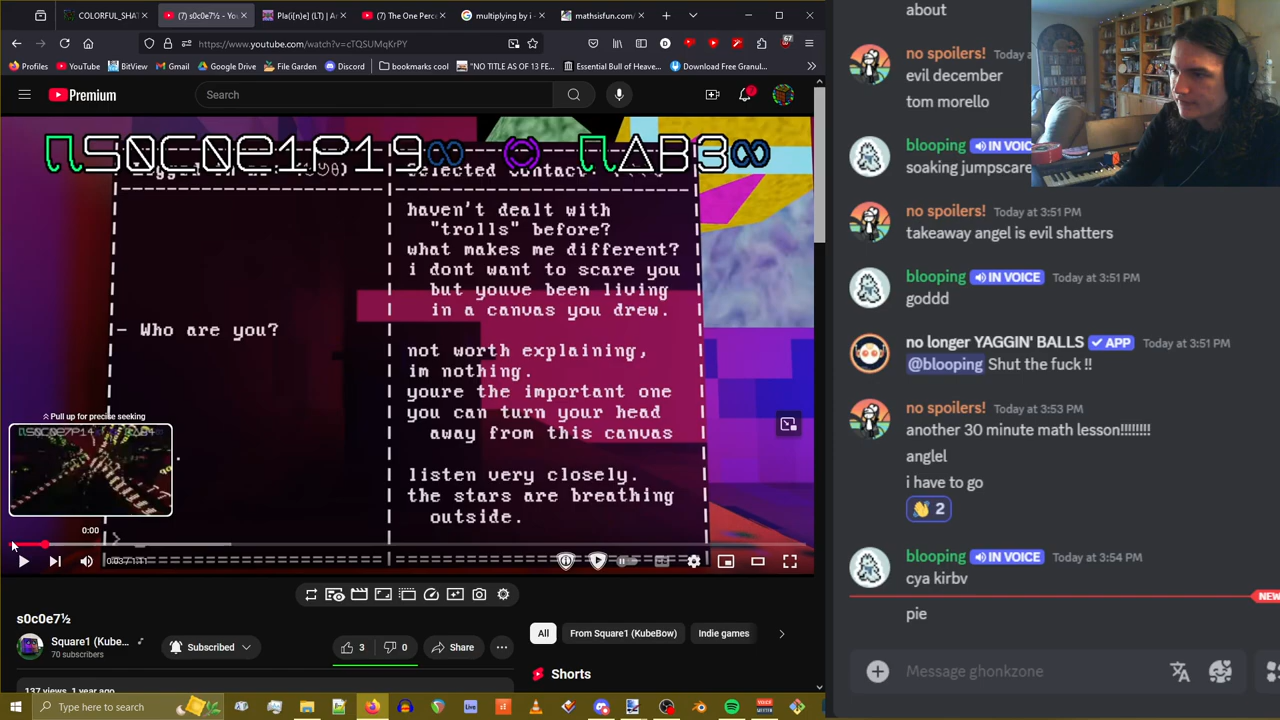 COLORFUL_SHA
(7) s0c0e7½ - Yo
Pla(i[n)e] (LT) | Ar
(7) The One Perc
multiplying by i -
mathsisfun.com/
https://www.youtube.com/watch?v=cTQSUMqKrPY
67
Profiles
YouTube
BitView
Gmail
Google Drive
File Garden
Discord
bookmarks cool
"NO TITLE AS OF 13 FE
Essential Bull of Heave
Download Free Granul
Premium
Search
haven't dealt with
"trolls" before?
what makes me different?
i dont want to scare you
but youve been living
in a canvas you drew.
- Who are you?
not worth explaining,
im nothing.
youre the important one
you can turn your head
away from this canvas
listen very closely.
the stars are breathing
outside.
Pull up for precise seeking
0:00
0:03 / 1:11
s0c0e7½
Square1 (Kube
70 subscribers
Subscribed
3
0
Share
137 views 1 year ago
All
From Square1 (KubeBow)
Indie games
Shorts
Type here to search
about
no spoilers! Today a
evil december
tom morello
blooping IN VOIC
soaking jumpscare
no spoilers! Today at 3:51 PM
takeaway angel is evil shatters
blooping IN VOICE Today at 3:51 PM
goddd
no longer YAGGIN' BALLS APP Today at 3:51 PM
@blooping Shut the fuck !!
no spoilers! Today at 3:53 PM
another 30 minute math lesson!!!!!!!!
anglel
i have to go
2
blooping IN VOICE Today at 3:54 PM
cya kirbv
NEW
pie
Message ghonkzone